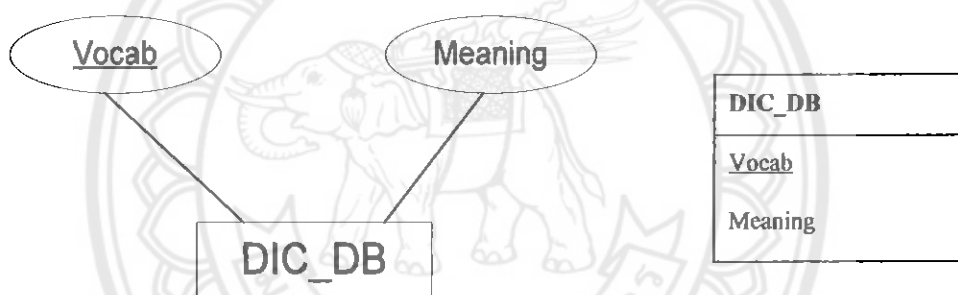 Vocab
Meaning
DIC_DB
DIC_DB
Vocab
Meaning